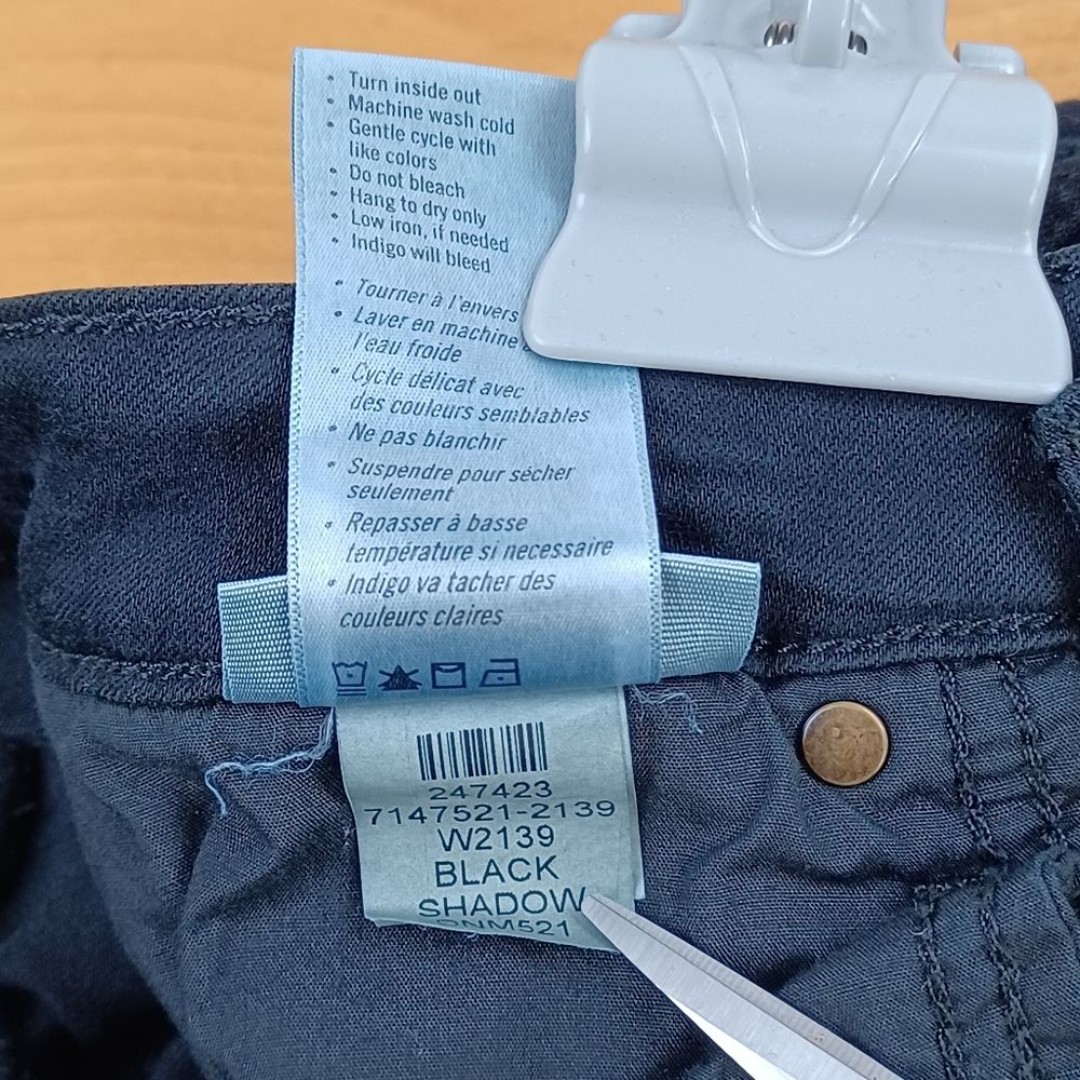 • Turn inside out
• Machine wash cold
• Gentle cycle with
like colors
• Do not bleach
• Hang to dry only
• Low iron, if needed
• Indigo will bleed
• Tourner à l'envers
• Laver en machine
l'eau froide
• Cycle délicat avec
des couleurs semblables
• Ne pas blanchir
• Suspendre pour sécher
seulement
• Repasser à basse
température si necessaire
• Indigo va tacher des
couleurs claires
247423
7147521-2139
W2139
BLACK
SHADOW
DNM521